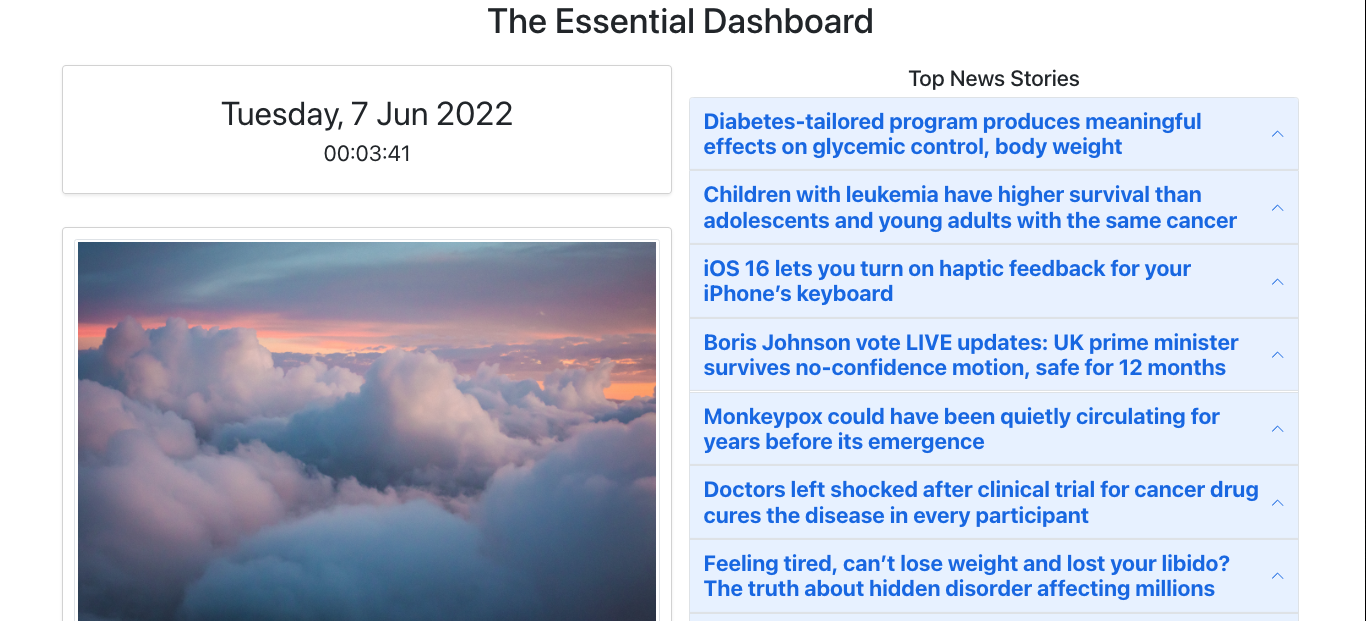 The Essential Dashboard
Tuesday, 7 Jun 2022
00:03:41
Top News Stories
Diabetes-tailored program produces meaningful
effects on glycemic control, body weight
Children with leukemia have higher survival than
adolescents and young adults with the same cancer
iOS 16 lets you turn on haptic feedback for your
iPhone’s keyboard
Boris Johnson vote LIVE updates: UK prime minister
survives no-confidence motion, safe for 12 months
Monkeypox could have been quietly circulating for
years before its emergence
Doctors left shocked after clinical trial for cancer drug
cures the disease in every participant
Feeling tired, can’t lose weight and lost your libido?
The truth about hidden disorder affecting millions